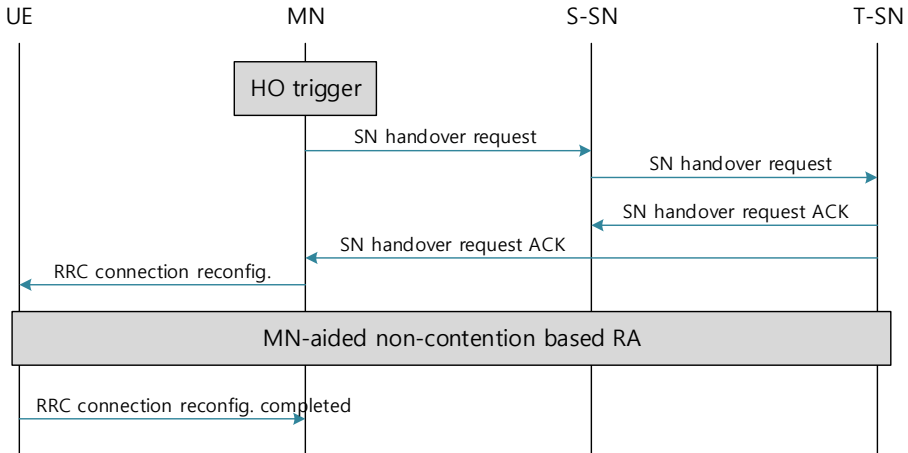 UE MN S-SN T-SN
HO trigger
SN handover request
SN handover request
SN handover request ACK
SN handover request ACK
RRC connection reconfig.
MN-aided non-contention based RA
RRC connection reconfig. completed